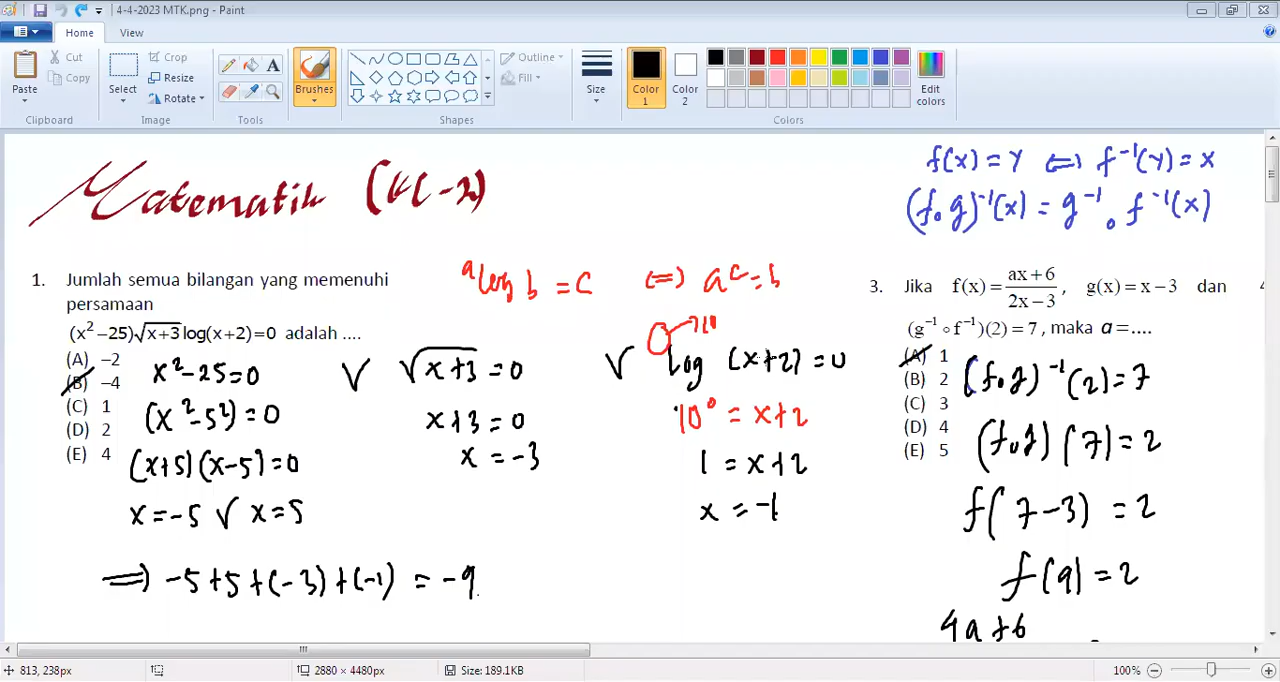 4-4-2023 MTK.png - Paint
Home
View
Paste
Cut
Copy
Clipboard
Select
Crop
Resize
Rotate
Image
A
Tools
Brushes
Outline
Fill
Shapes
Size
Color 1
Color 2
Edit colors
Colors
Matematik (KC-2)
f(x) = y ⇔ f⁻¹(y) = x
(f∘g)⁻¹(x) = g⁻¹ ∘ f⁻¹(x)
1. Jumlah semua bilangan yang memenuhi
persamaan
(x²−25)√x+3 log(x+2)=0 adalah ....
(A) −2
(B) −4
(C) 1
(D) 2
(E) 4
ᵃlog b = c ⇔ aᶜ = b
x²−25=0
(x²−5²)=0
(x+5)(x−5)=0
x=−5 ∨ x=5
∨ √x+3 = 0
x+3=0
x=−3
710
∨ log (x+2) = 0
10⁰ = x+2
1 = x+2
x = −1
⇒ −5+5+(−3)+(−1) = −9.
3. Jika f(x) = ax+6/2x−3, g(x) = x−3 dan
(g⁻¹∘f⁻¹)(2) = 7, maka a=....
(A) 1
(B) 2
(C) 3
(D) 4
(E) 5
(f∘g)⁻¹(2)=7
(f∘g)(7)=2
f(7−3) = 2
f(9)=2
4a+6
4
813, 238px
2880 × 4480px
Size: 189.1KB
100%